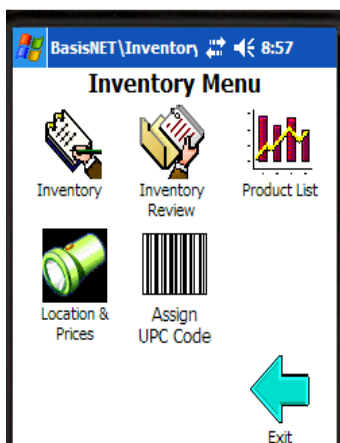 BasisNET\Inventory 8:57
Inventory Menu
Inventory
Inventory
Review
Product List
Location &
Prices
Assign
UPC Code
Exit